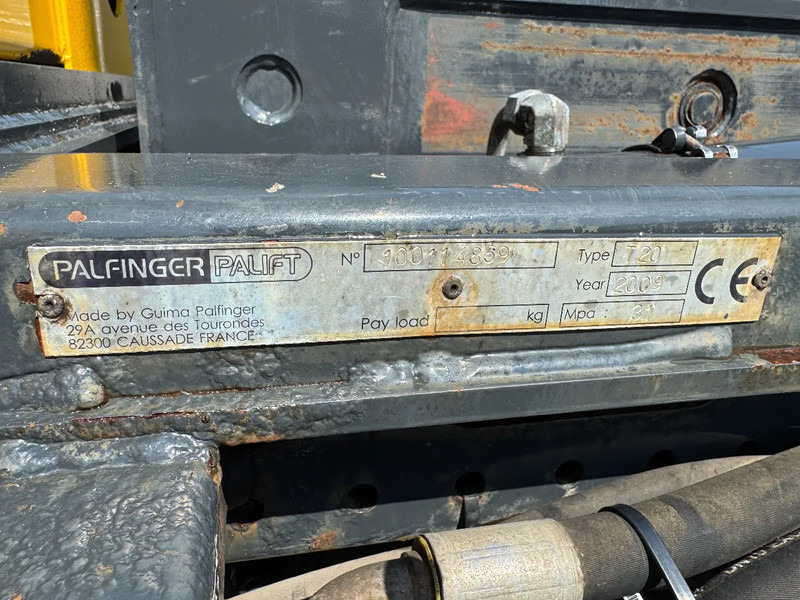 PALFINGER PALIFT
N° 100114839
Type T20
Year 2009
CE
Made by Guima Palfinger
29A avenue des Tourondes
82300 CAUSSADE FRANCE
Pay load kg
Mpa :